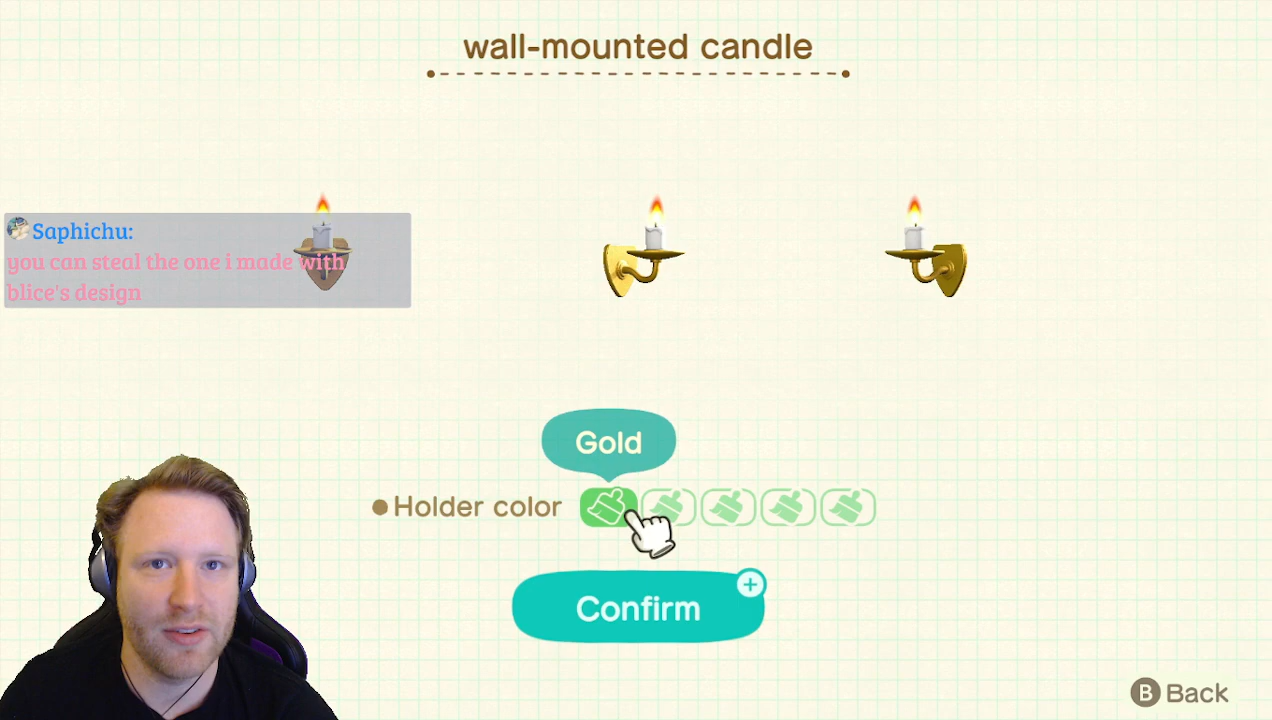 wall-mounted candle
Saphichu:
you can steal the one i made with
blice's design
Gold
Holder color
Confirm
B Back